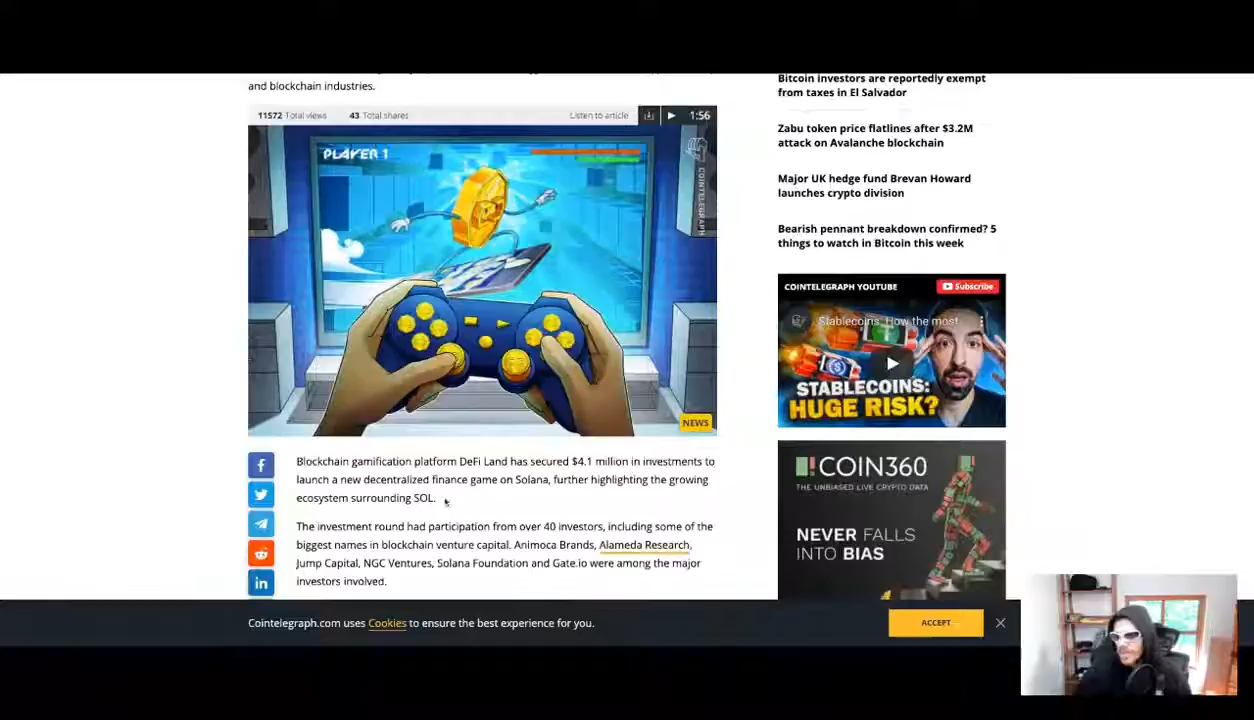 and blockchain industries.
11572 Total views 43 Total shares Listen to article 1:56
PLAYER 1
COINTELEGRAPH
NEWS
Blockchain gamification platform DeFi Land has secured $4.1 million in investments to
launch a new decentralized finance game on Solana, further highlighting the growing
ecosystem surrounding SOL.
The investment round had participation from over 40 investors, including some of the
biggest names in blockchain venture capital. Animoca Brands, Alameda Research,
Jump Capital, NGC Ventures, Solana Foundation and Gate.io were among the major
investors involved.
Bitcoin investors are reportedly exempt
from taxes in El Salvador
Zabu token price flatlines after $3.2M
attack on Avalanche blockchain
Major UK hedge fund Brevan Howard
launches crypto division
Bearish pennant breakdown confirmed? 5
things to watch in Bitcoin this week
COINTELEGRAPH YOUTUBE Subscribe
Stablecoins: How the most
STABLECOINS:
HUGE RISK?
COIN360
THE UNBIASED LIVE CRYPTO DATA
NEVER FALLS
INTO BIAS
Cointelegraph.com uses Cookies to ensure the best experience for you.
ACCEPT